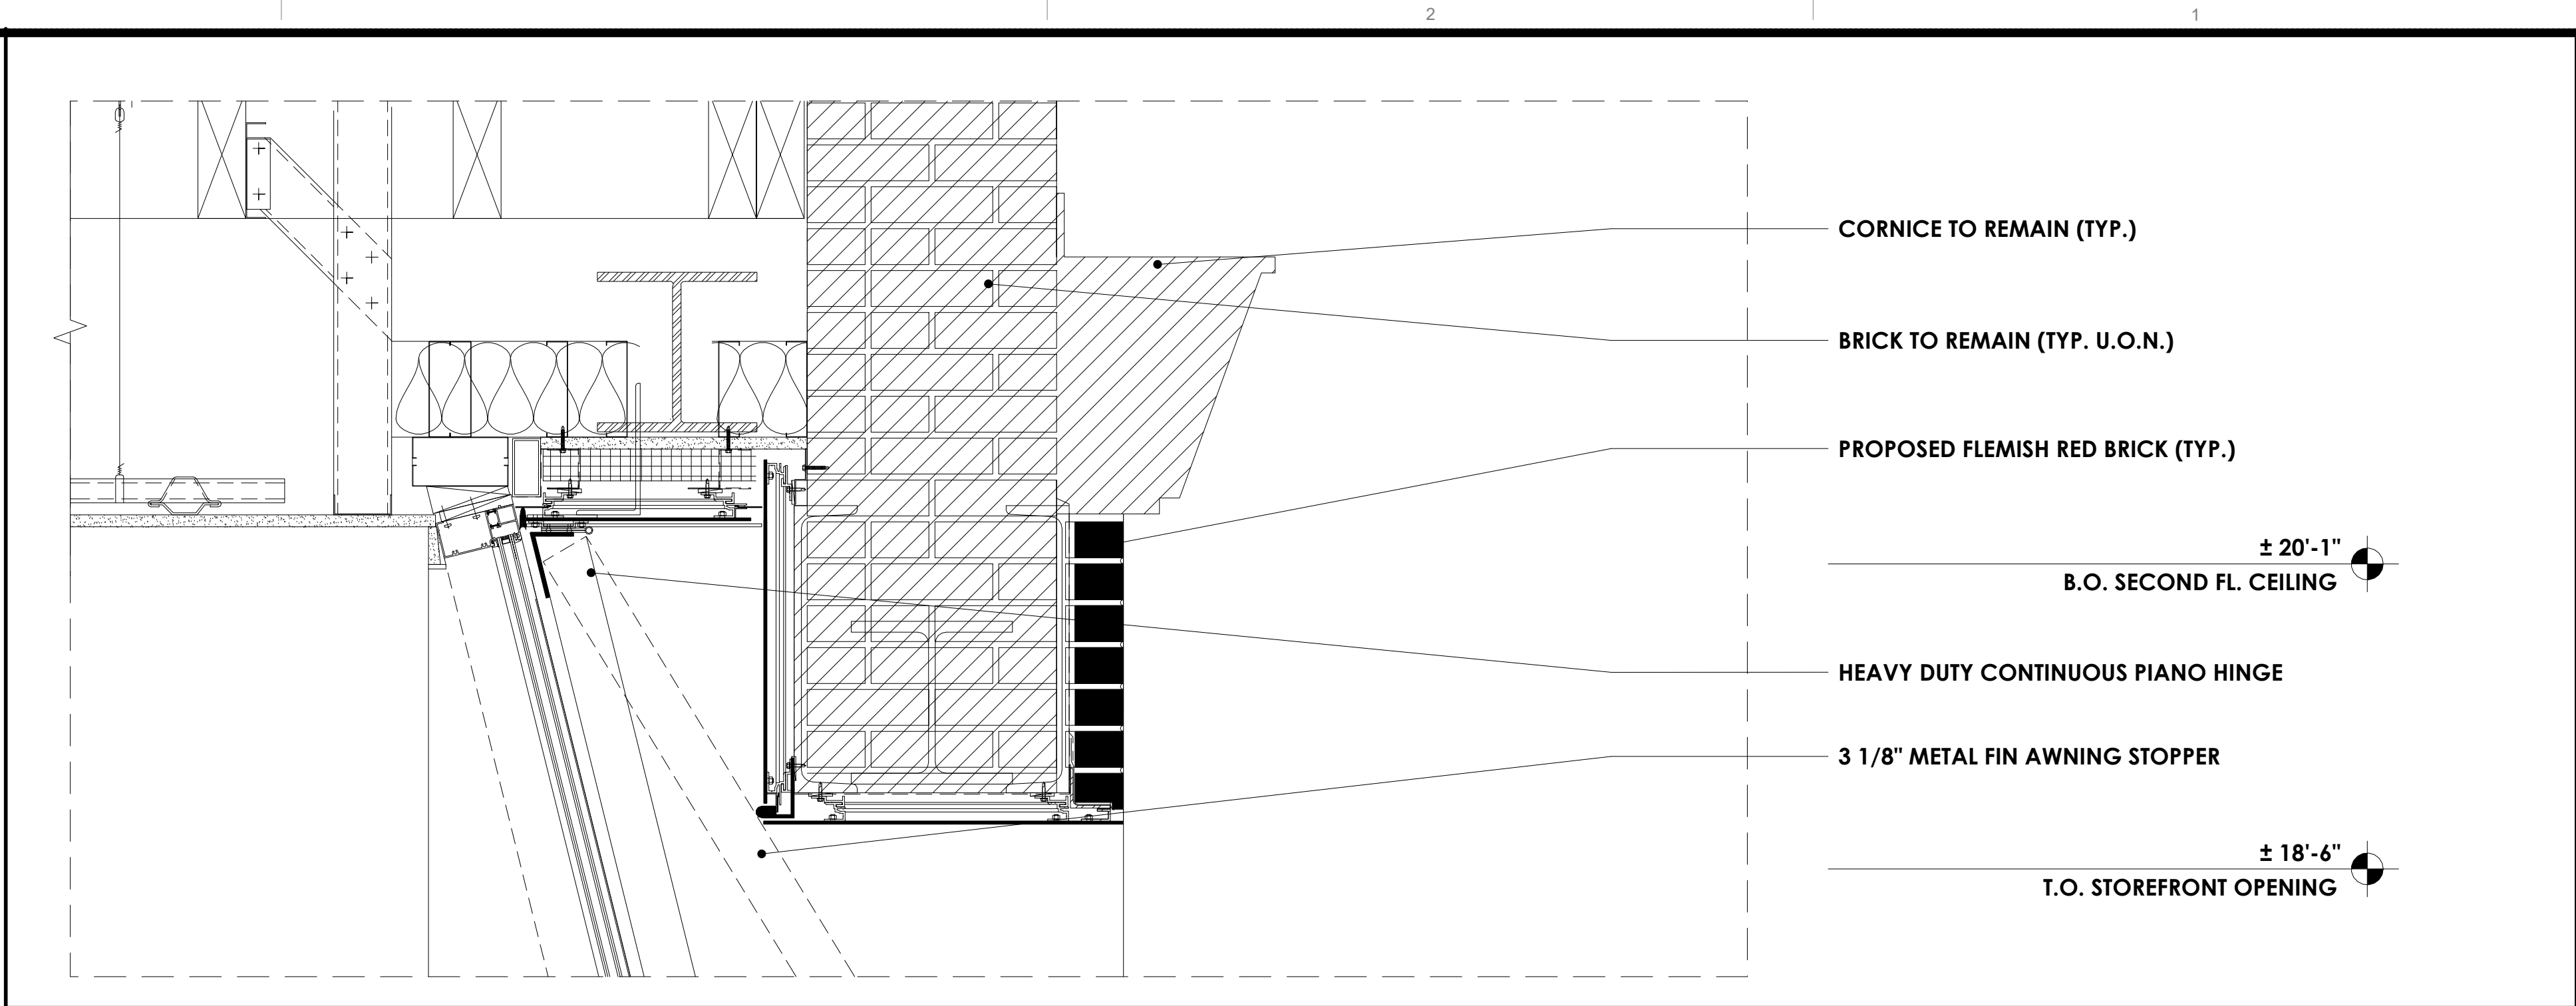 2
1
CORNICE TO REMAIN (TYP.)
BRICK TO REMAIN (TYP. U.O.N.)
PROPOSED FLEMISH RED BRICK (TYP.)
± 20'-1"
B.O. SECOND FL. CEILING
HEAVY DUTY CONTINUOUS PIANO HINGE
3 1/8" METAL FIN AWNING STOPPER
± 18'-6"
T.O. STOREFRONT OPENING